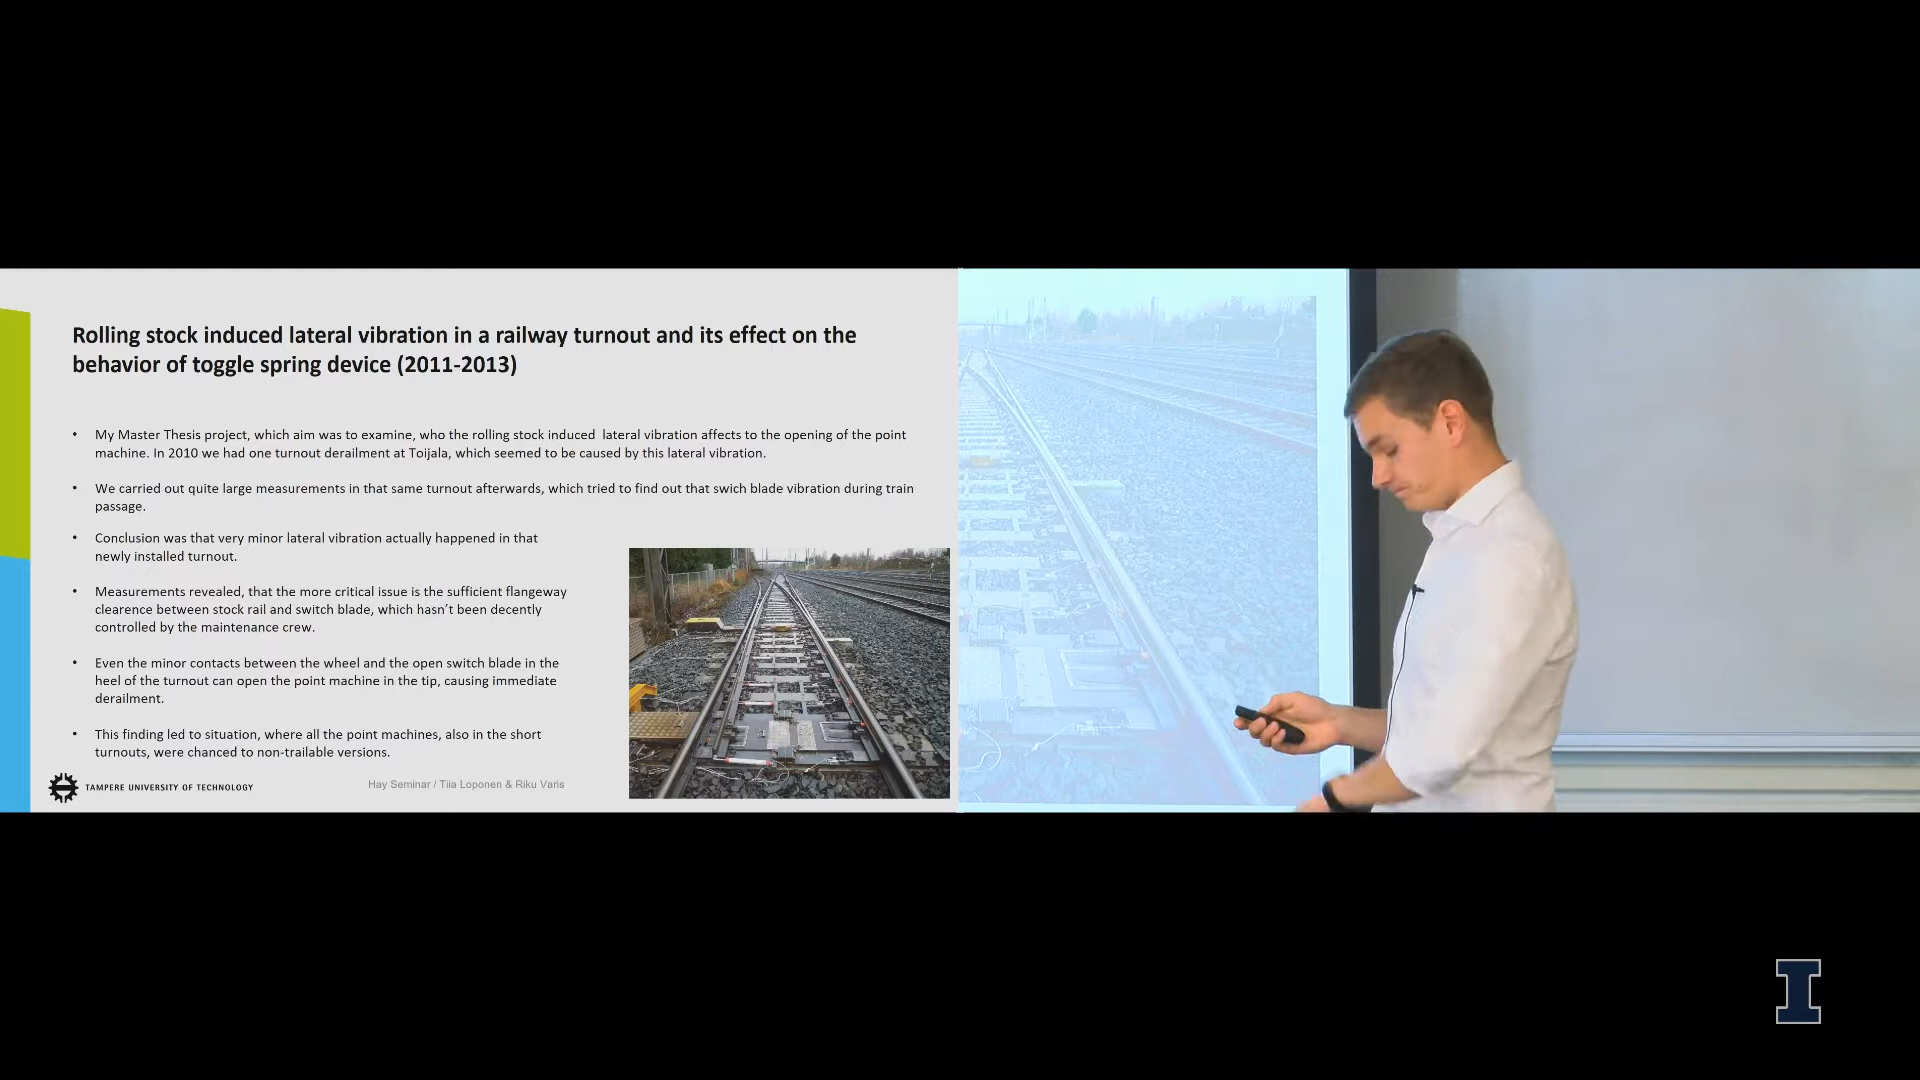 Rolling stock induced lateral vibration in a railway turnout and its effect on the
behavior of toggle spring device (2011-2013)
• My Master Thesis project, which aim was to examine, who the rolling stock induced lateral vibration affects to the opening of the point
machine. In 2010 we had one turnout derailment at Toijala, which seemed to be caused by this lateral vibration.
• We carried out quite large measurements in that same turnout afterwards, which tried to find out that swich blade vibration during train
passage.
• Conclusion was that very minor lateral vibration actually happened in that
newly installed turnout.
• Measurements revealed, that the more critical issue is the sufficient flangeway
clearence between stock rail and switch blade, which hasn't been decently
controlled by the maintenance crew.
• Even the minor contacts between the wheel and the open switch blade in the
heel of the turnout can open the point machine in the tip, causing immediate
derailment.
• This finding led to situation, where all the point machines, also in the short
turnouts, were chanced to non-trailable versions.
TAMPERE UNIVERSITY OF TECHNOLOGY
Hay Seminar / Tiia Loponen & Riku Varis
I